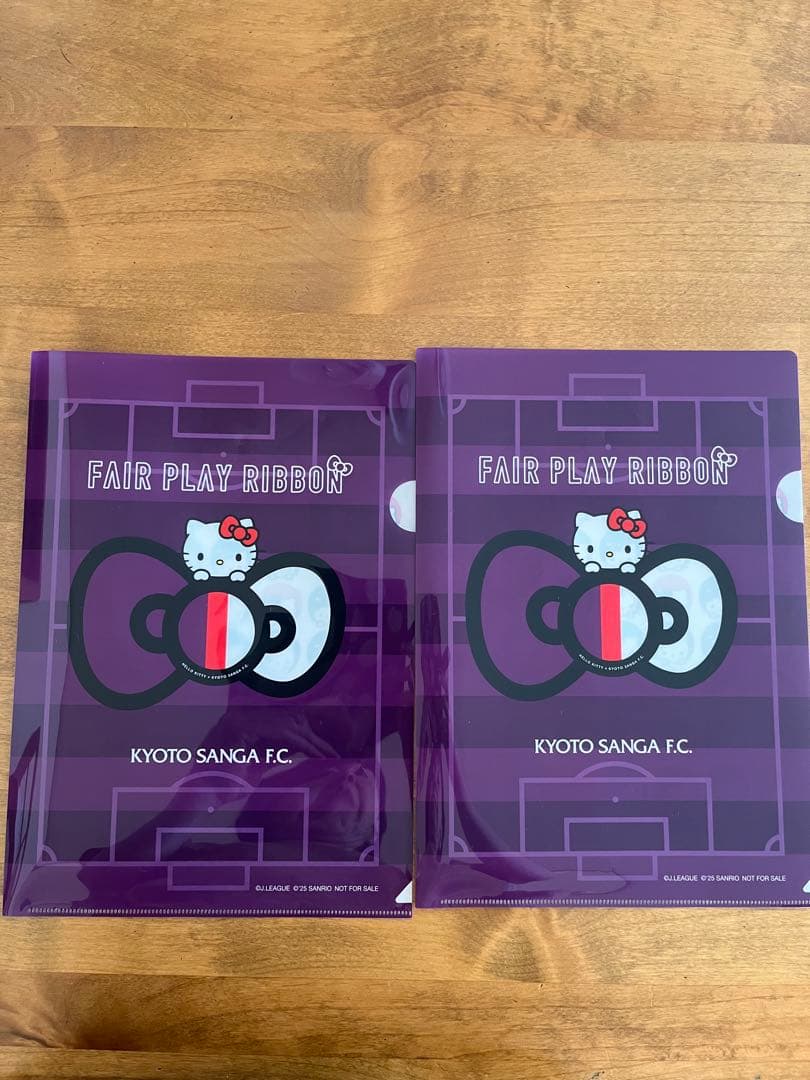 FAIR PLAY RIBBON
HELLO KITTY × KYOTO SANGA F.C.
KYOTO SANGA F.C.
©J.LEAGUE ©'25 SANRIO NOT FOR SALE
FAIR PLAY RIBBON
HELLO KITTY × KYOTO SANGA F.C.
KYOTO SANGA F.C.
©J.LEAGUE ©'25 SANRIO NOT FOR SALE